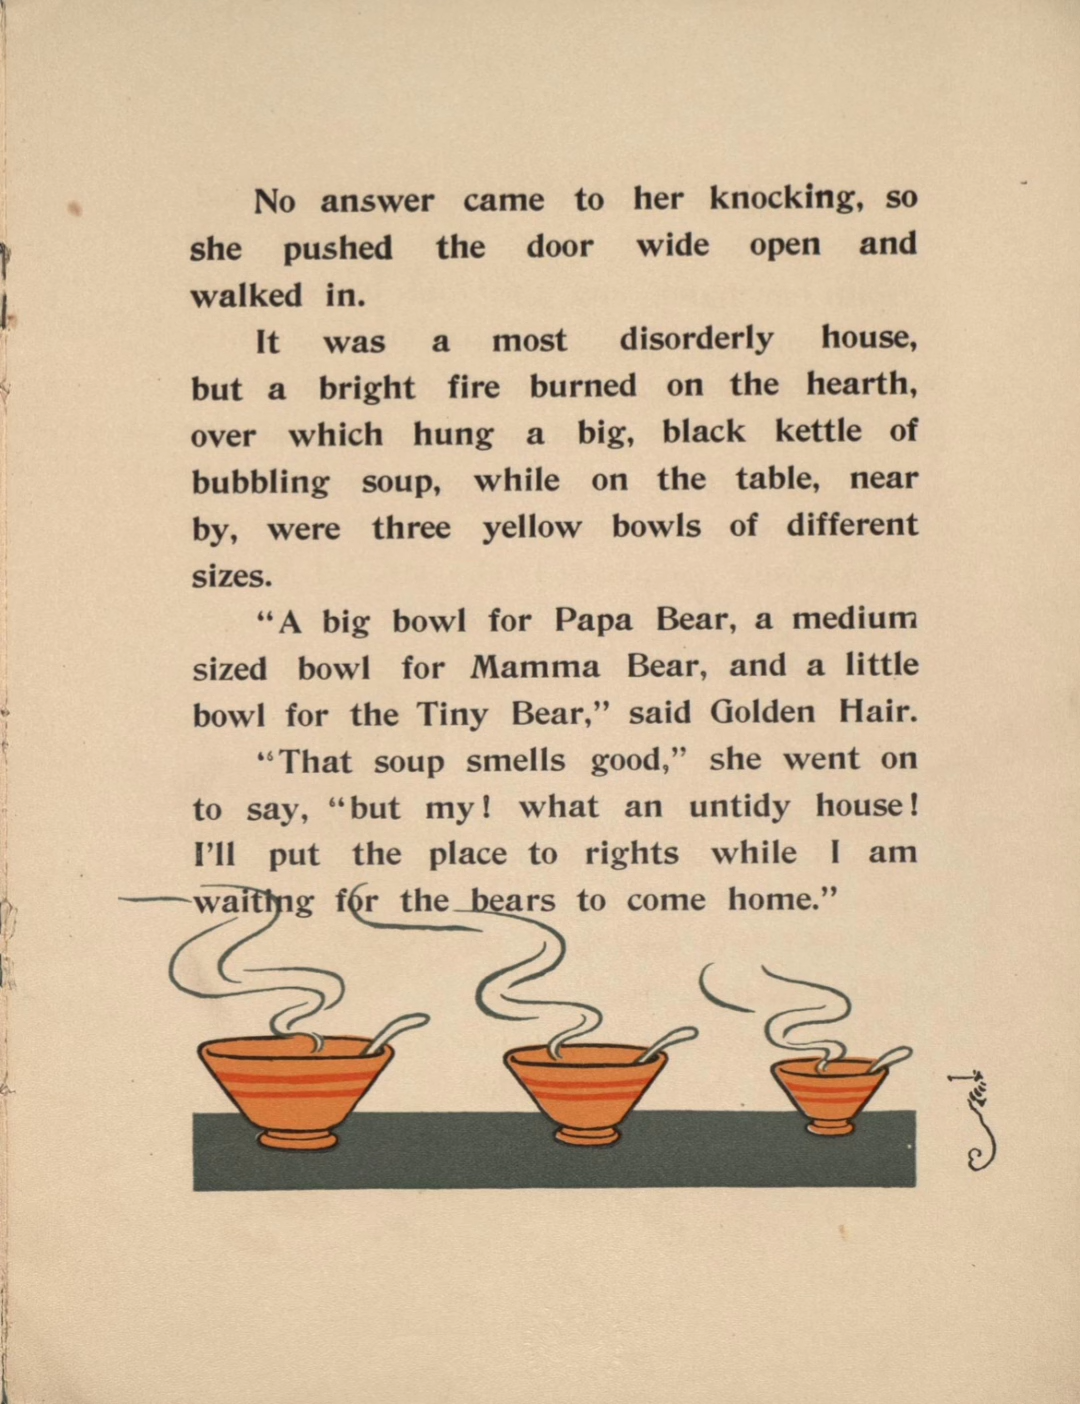 No answer came to her knocking, so
she pushed the door wide open and
walked in.
It was a most disorderly house,
but a bright fire burned on the hearth,
over which hung a big, black kettle of
bubbling soup, while on the table, near
by, were three yellow bowls of different
sizes.
“A big bowl for Papa Bear, a medium
sized bowl for Mamma Bear, and a little
bowl for the Tiny Bear,” said Golden Hair.
“That soup smells good,” she went on
to say, “but my! what an untidy house!
I’ll put the place to rights while I am
waiting for the bears to come home.”